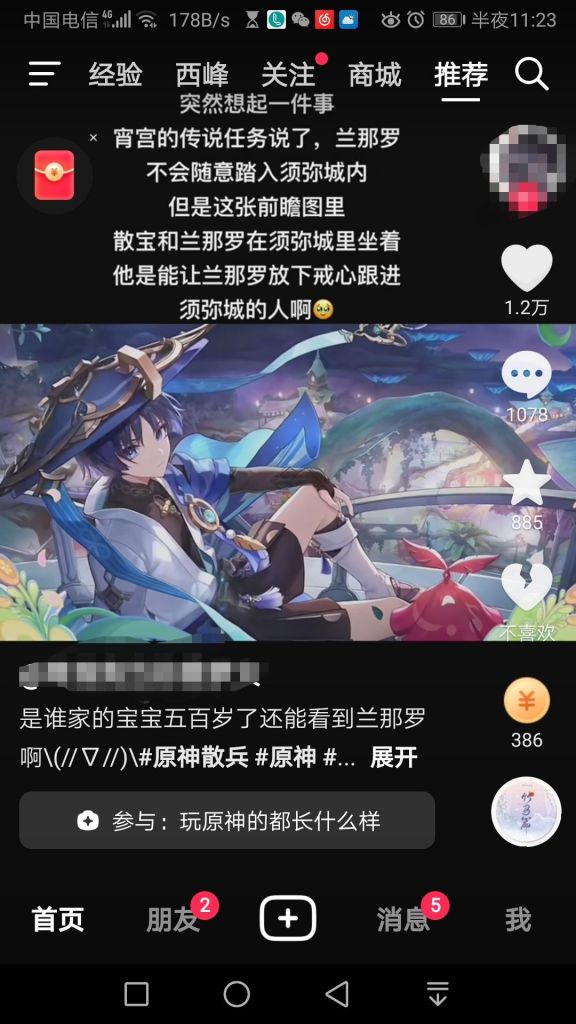 中国电信 4G 178B/s 86 半夜11:23
经验 西峰 关注 商城 推荐
突然想起一件事
× 宵宫的传说任务说了，兰那罗
不会随意踏入须弥城内
但是这张前瞻图里
散宝和兰那罗在须弥城里坐着
他是能让兰那罗放下戒心跟进
须弥城的人啊🥹
1.2万
1078
885
不喜欢
是谁家的宝宝五百岁了还能看到兰那罗
啊\(//∇//)\#原神散兵 #原神 #... 展开
386
参与：玩原神的都长什么样
首页 朋友 2 消息 5 我